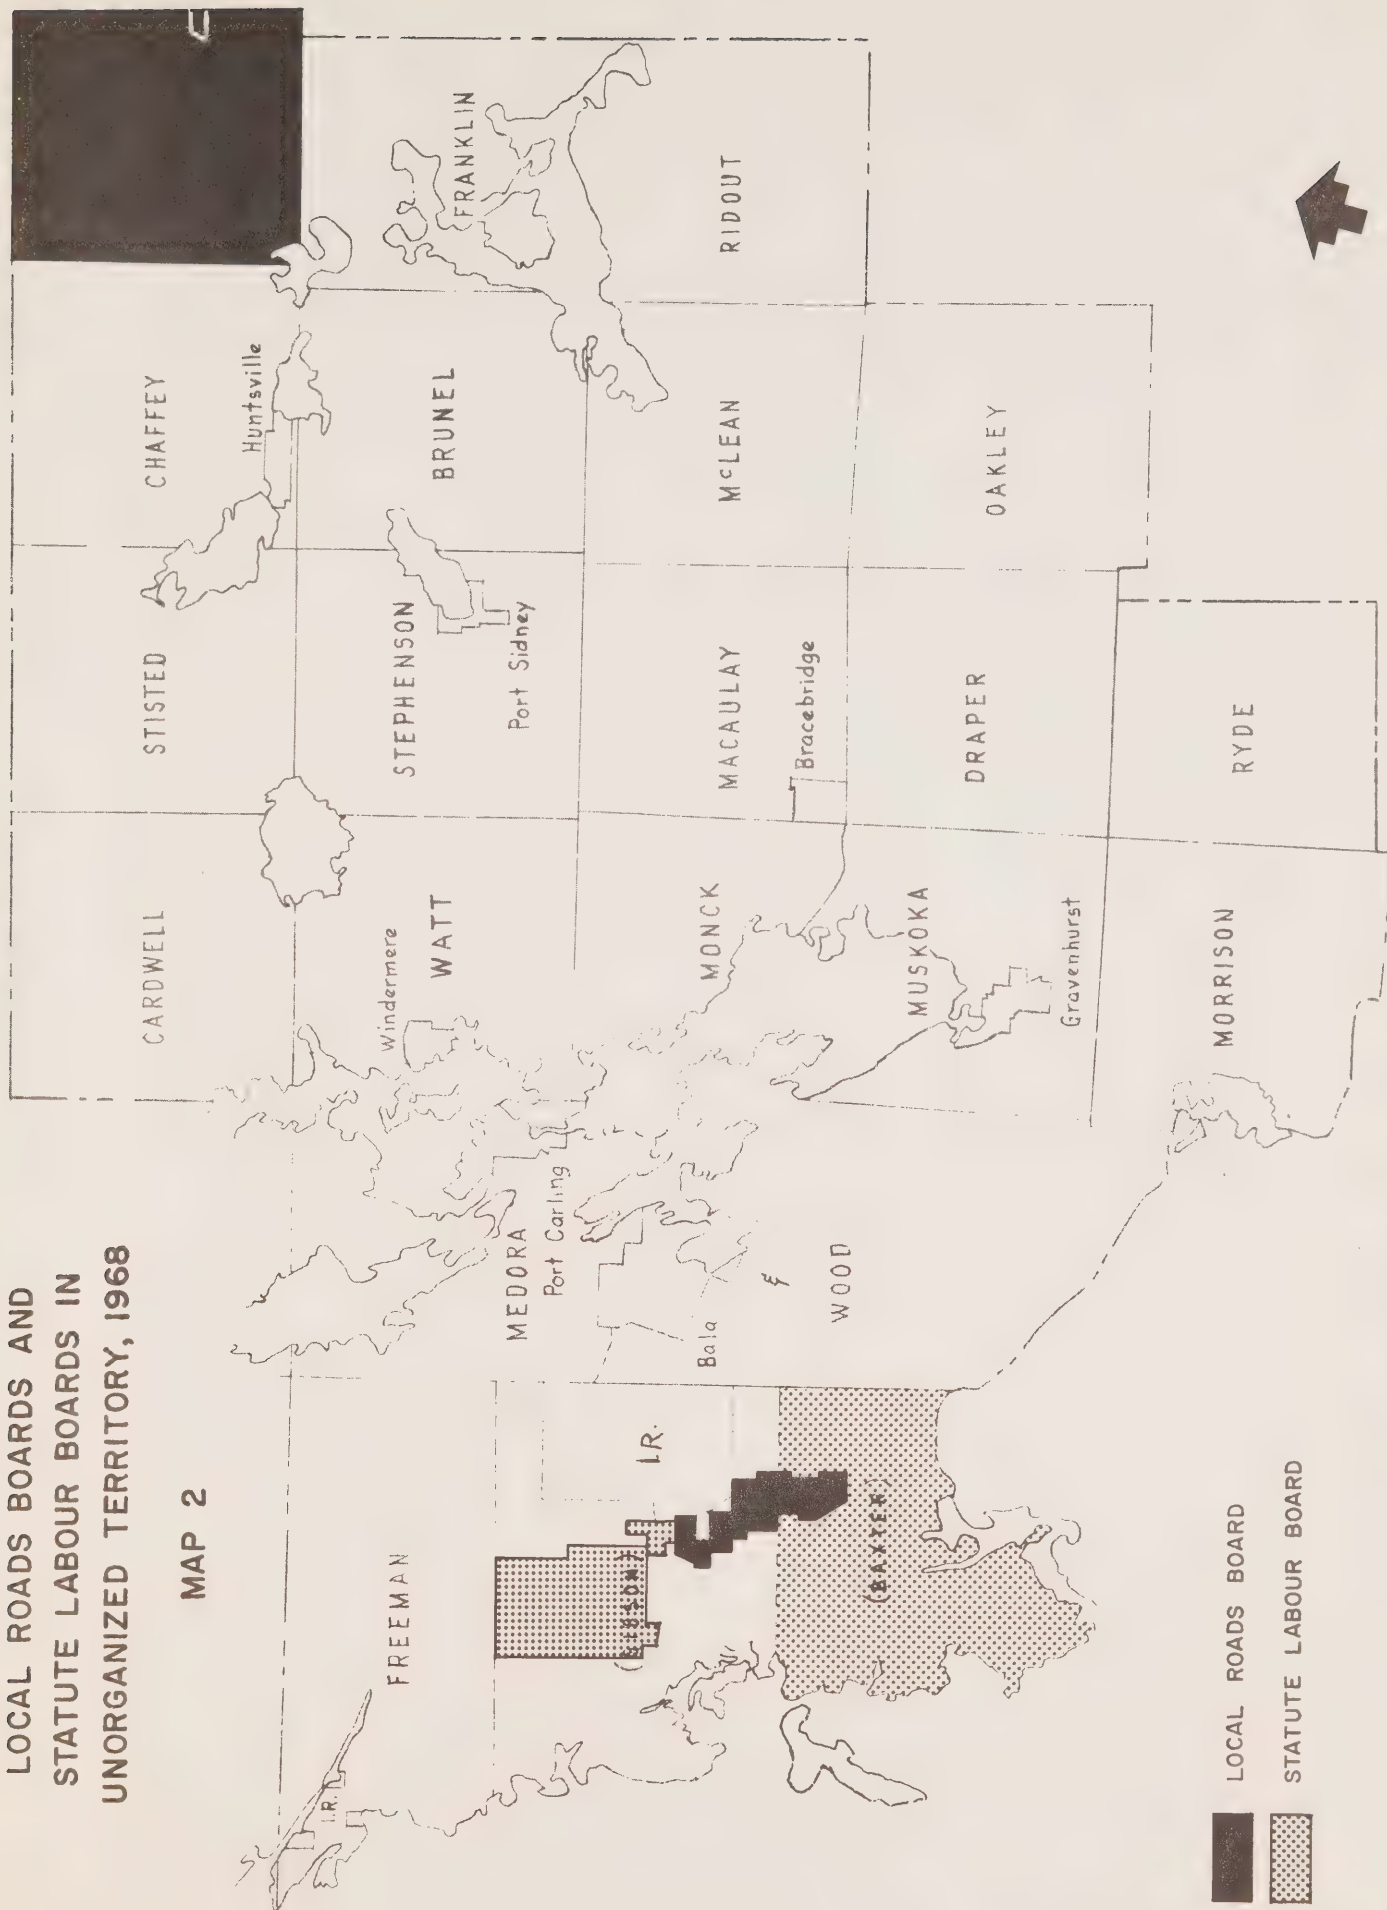 LOCAL ROADS BOARDS AND
STATUTE LABOUR BOARDS IN
UNORGANIZED TERRITORY, 1968
MAP 2
I.R.
FREEMAN
(GIBSON)
I.R.
(BAXTER)
MEDORA
Port Carling
Bala
&
WOOD
CARDWELL
Windermere
WATT
MONCK
MUSKOKA
Gravenhurst
MORRISON
STISTED
STEPHENSON
Port Sidney
MACAULAY
Bracebridge
DRAPER
RYDE
CHAFFEY
Huntsville
BRUNEL
McLEAN
OAKLEY
FRANKLIN
RIDOUT
LOCAL ROADS BOARD
STATUTE LABOUR BOARD